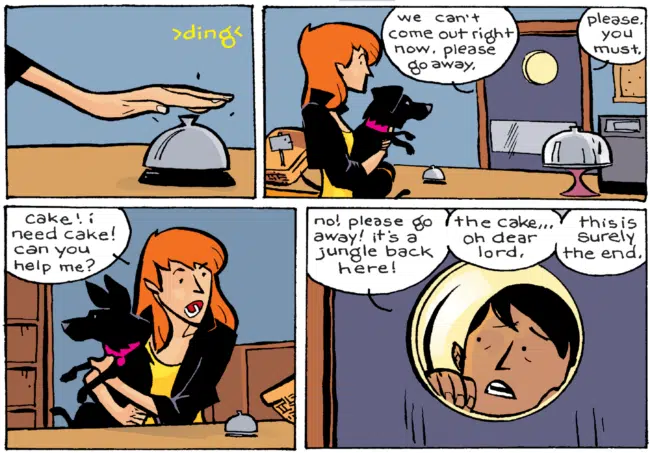 >ding<
we can't
come out right
now. please
go away.
please.
you
must.
cake! i
need cake!
can you
help me?
no! please go
away! it's a
jungle back
here!
the cake...
oh dear
lord.
this is
surely
the end.